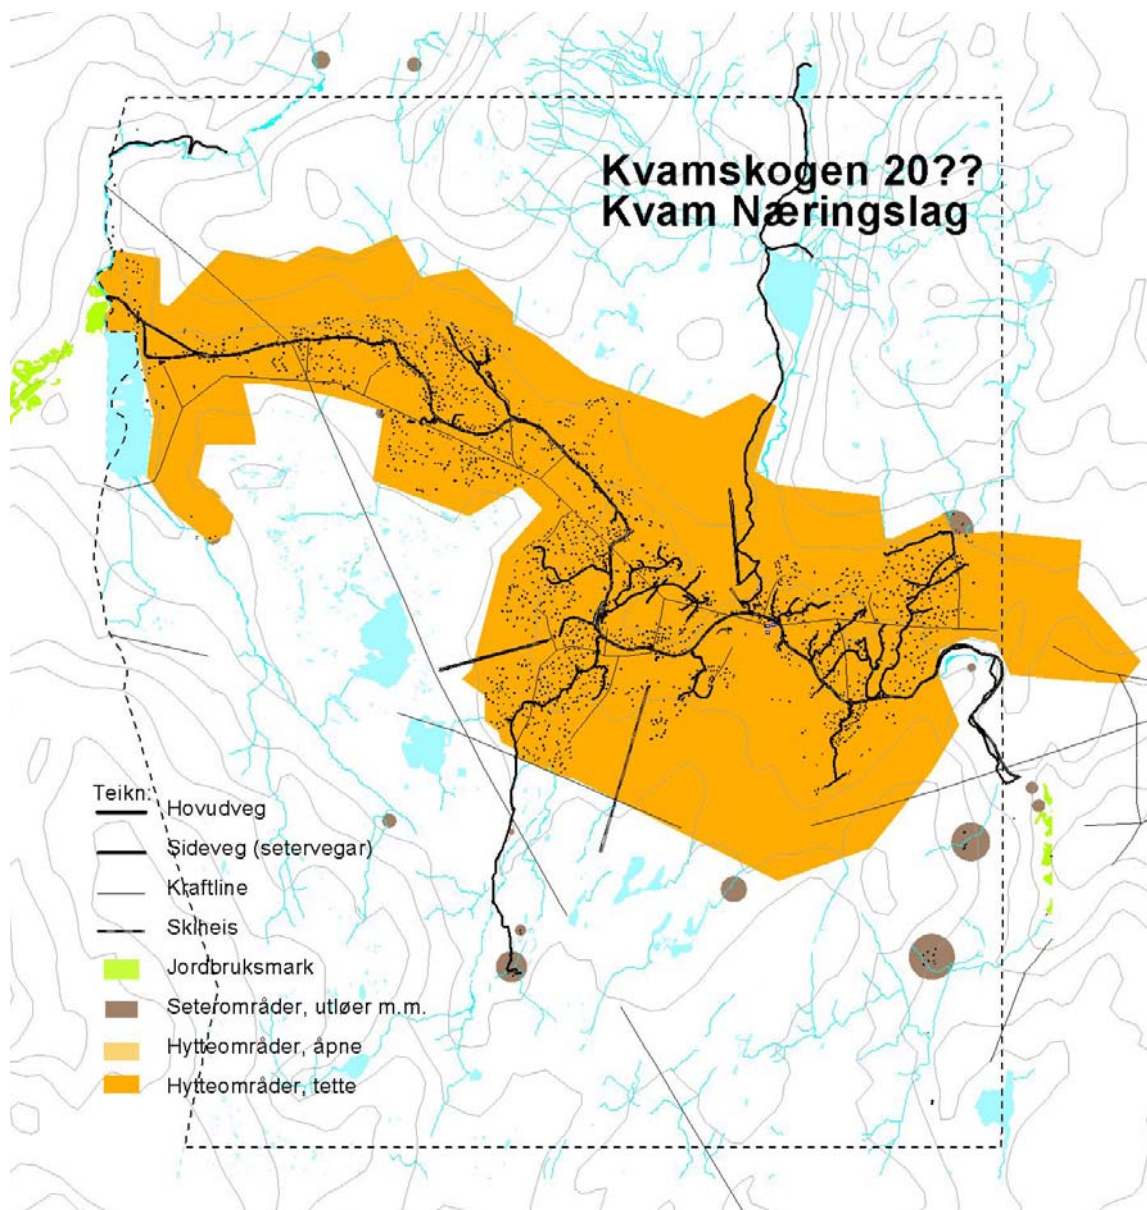 Kvamskogen 20??
Kvam Næringslag
Teikn:
Hovudveg
Sideveg (setervegar)
Kraftline
Skiheis
Jordbruksmark
Seterområder, utløer m.m.
Hytteområder, åpne
Hytteområder, tette